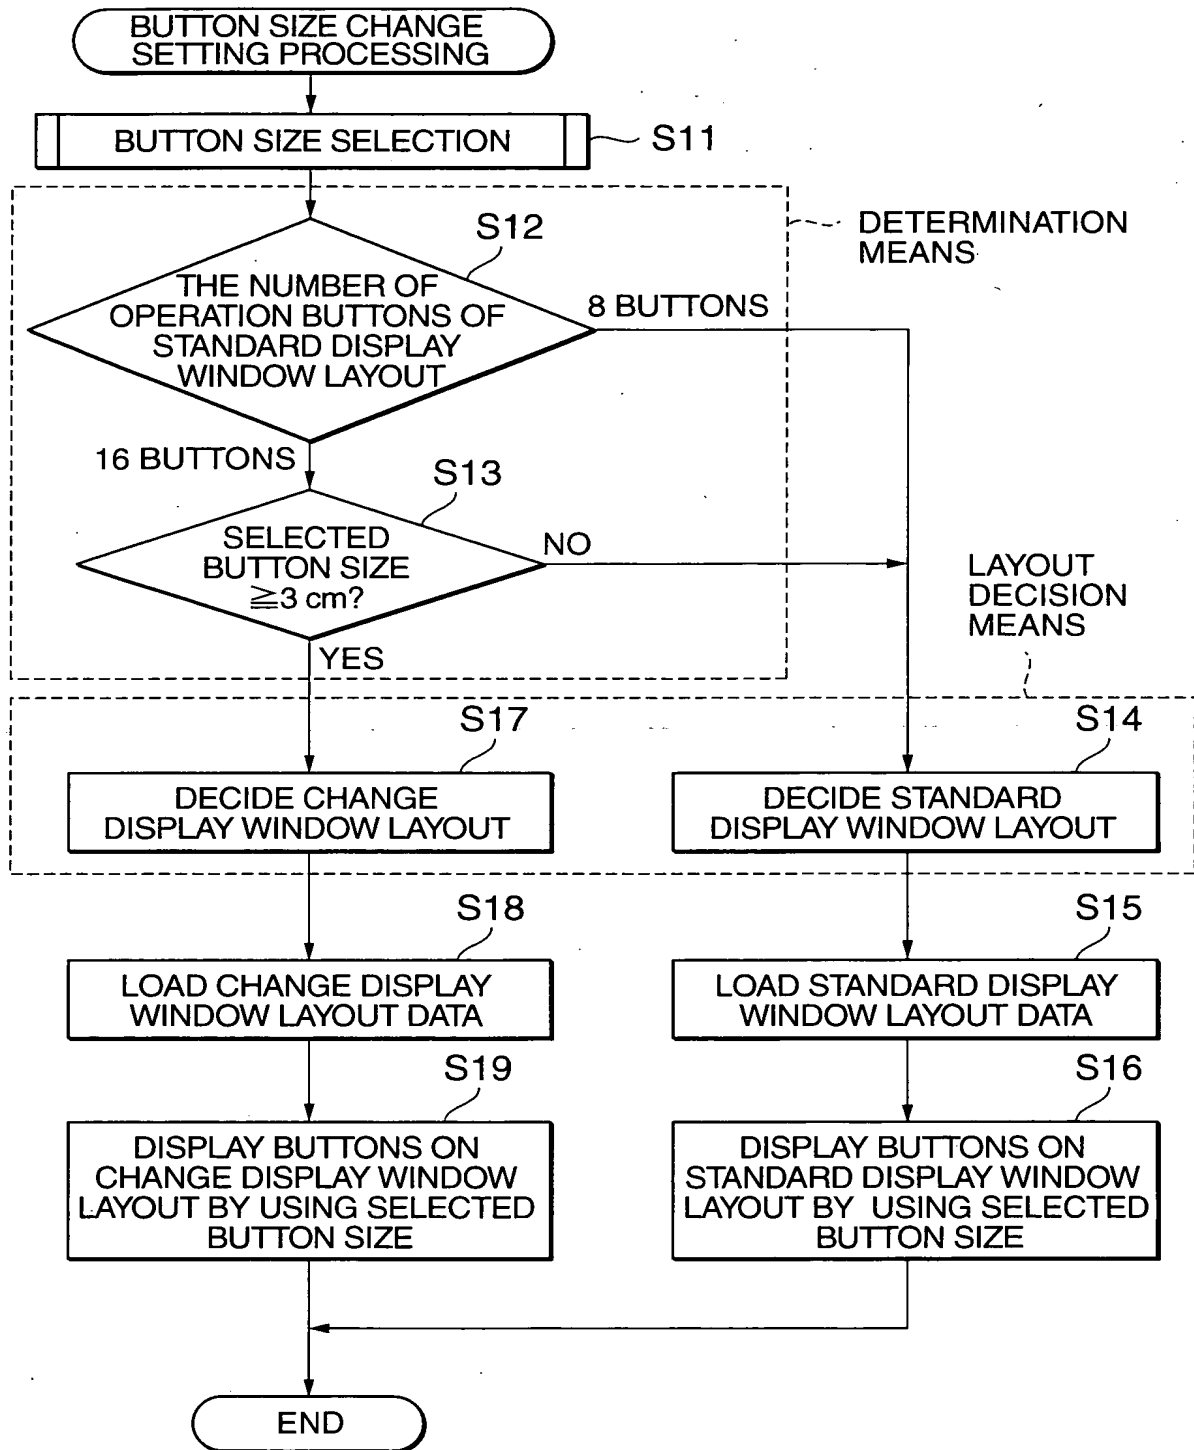 BUTTON SIZE CHANGE
SETTING PROCESSING
BUTTON SIZE SELECTION
S11
DETERMINATION
MEANS
S12
THE NUMBER OF
OPERATION BUTTONS OF
STANDARD DISPLAY
WINDOW LAYOUT
8 BUTTONS
16 BUTTONS
S13
SELECTED
BUTTON SIZE
≧3 cm?
NO
YES
LAYOUT
DECISION
MEANS
S17
DECIDE CHANGE
DISPLAY WINDOW LAYOUT
S14
DECIDE STANDARD
DISPLAY WINDOW LAYOUT
S18
LOAD CHANGE DISPLAY
WINDOW LAYOUT DATA
S15
LOAD STANDARD DISPLAY
WINDOW LAYOUT DATA
S19
DISPLAY BUTTONS ON
CHANGE DISPLAY WINDOW
LAYOUT BY USING SELECTED
BUTTON SIZE
S16
DISPLAY BUTTONS ON
STANDARD DISPLAY WINDOW
LAYOUT BY USING SELECTED
BUTTON SIZE
END